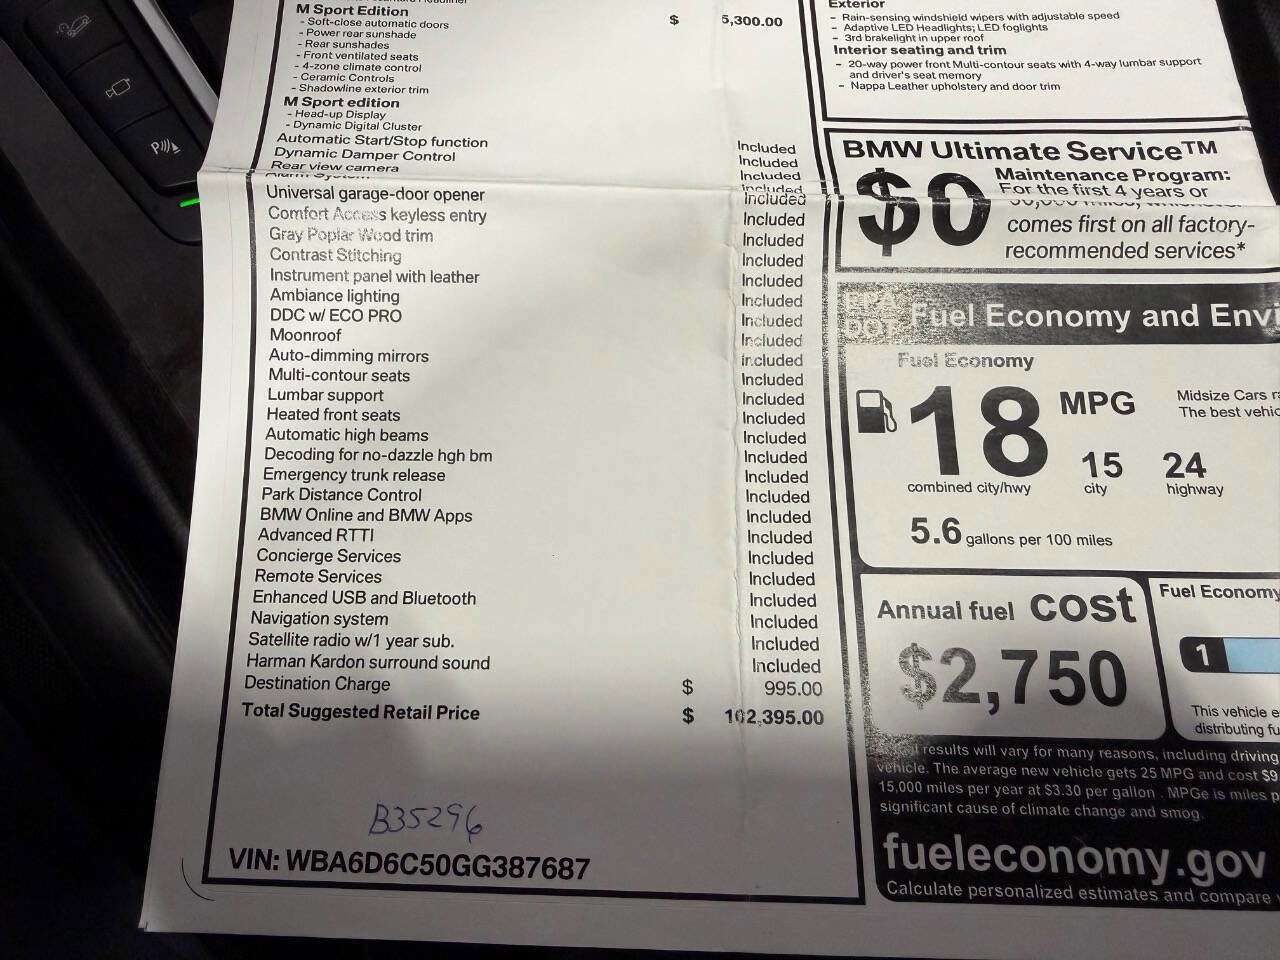 M Sport Edition $ 5,300.00
- Soft-close automatic doors
- Power rear sunshade
- Rear sunshades
- Front ventilated seats
- 4-zone climate control
- Ceramic Controls
- Shadowline exterior trim
M Sport edition
- Head-up Display
- Dynamic Digital Cluster
Automatic Start/Stop function Included
Dynamic Damper Control Included
Rear view camera Included
Alarm System Included
Universal garage-door opener Included
Comfort Access keyless entry Included
Gray Poplar Wood trim Included
Contrast Stitching Included
Instrument panel with leather Included
Ambiance lighting Included
DDC w/ ECO PRO Included
Moonroof Included
Auto-dimming mirrors Included
Multi-contour seats Included
Lumbar support Included
Heated front seats Included
Automatic high beams Included
Decoding for no-dazzle hgh bm Included
Emergency trunk release Included
Park Distance Control Included
BMW Online and BMW Apps Included
Advanced RTTI Included
Concierge Services Included
Remote Services Included
Enhanced USB and Bluetooth Included
Navigation system Included
Satellite radio w/1 year sub. Included
Harman Kardon surround sound Included
Destination Charge $ 995.00
Total Suggested Retail Price $ 102,395.00
B35296
VIN: WBA6D6C50GG387687
Exterior
- Rain-sensing windshield wipers with adjustable speed
- Adaptive LED Headlights; LED foglights
- 3rd brakelight in upper roof
Interior seating and trim
- 20-way power front Multi-contour seats with 4-way lumbar support
and driver's seat memory
- Nappa Leather upholstery and door trim
BMW Ultimate Service™
$0
Maintenance Program:
For the first 4 years or
comes first on all factory-
recommended services*
EPA
DOT Fuel Economy and Envi
Fuel Economy
18 MPG
combined city/hwy
15
city
24
highway
Midsize Cars
The best vehic
5.6 gallons per 100 miles
Annual fuel cost
$2,750
Fuel Economy
1
This vehicle e
distributing fu
Actual results will vary for many reasons, including driving
vehicle. The average new vehicle gets 25 MPG and cost $9
15,000 miles per year at $3.30 per gallon . MPGe is miles p
significant cause of climate change and smog.
fueleconomy.gov
Calculate personalized estimates and compare